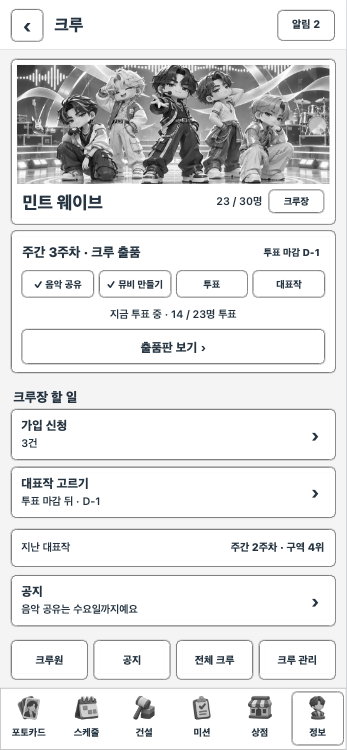 ‹ 크루 알림 2
민트 웨이브 23 / 30명 크루장
주간 3주차 · 크루 출품 투표 마감 D-1
✓ 음악 공유 ✓ 뮤비 만들기 투표 대표작
지금 투표 중 · 14 / 23명 투표
출품판 보기 ›
크루장 할 일
가입 신청
3건 ›
대표작 고르기
투표 마감 뒤 · D-1 ›
지난 대표작 주간 2주차 · 구역 4위
공지
음악 공유는 수요일까지예요 ›
크루원 공지 전체 크루 크루 관리
포토카드 스케줄 건설 미션 상점 정보